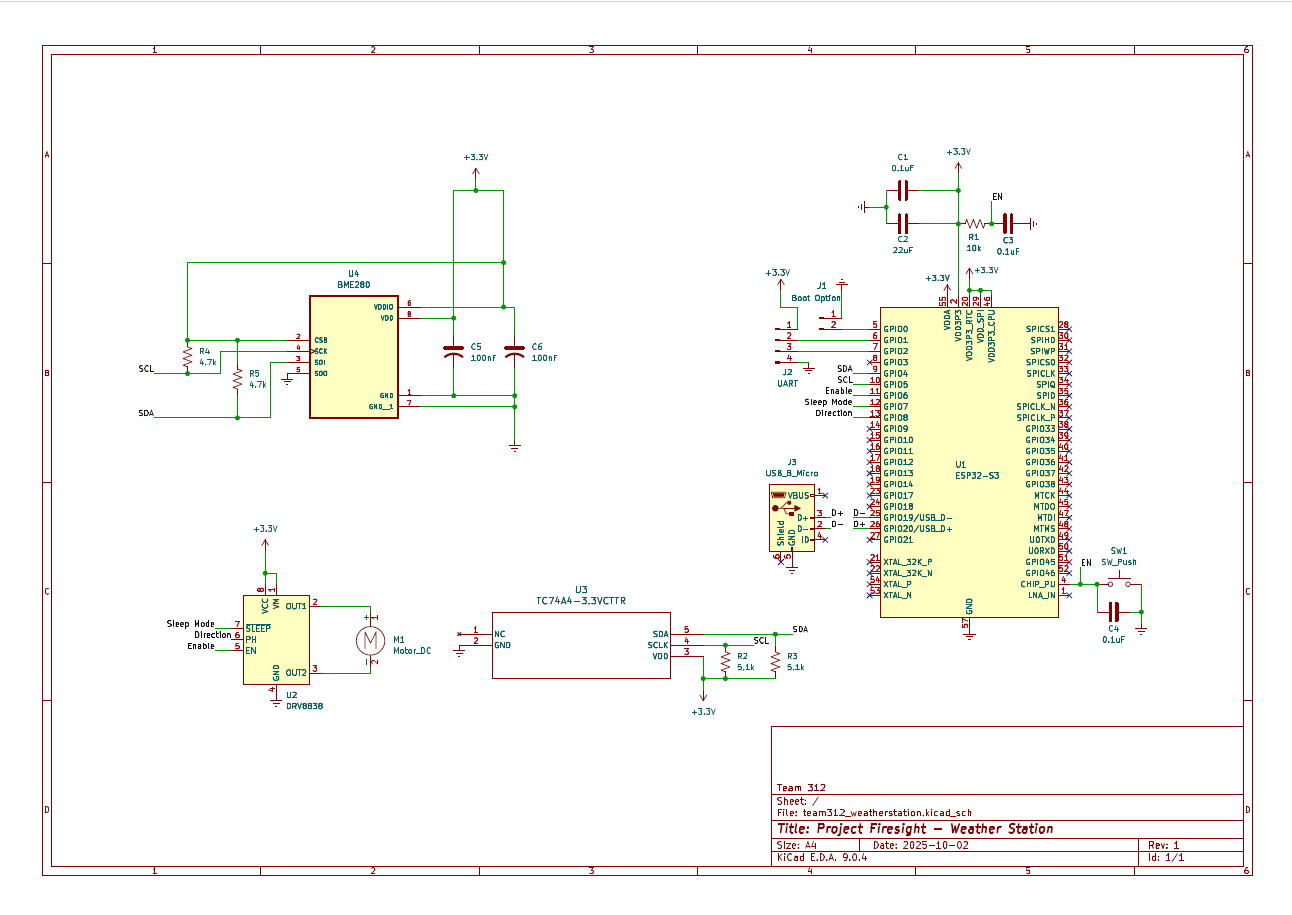 1 2 3 4 5 6
A
B
C
D
+3.3V
U4
BME280
VDDIO 6
VDD 8
2 CSB
4 SCK
3 SDI
5 SDO
GND 1
GND__1 7
R4
4.7k
R5
4.7k
SCL
SDA
C5
100nF
C6
100nF
C1
0.1uF
+3.3V
C2
22uF
EN
R1
10k
C3
0.1uF
+3.3V
+3.3V
+3.3V
J1
Boot Option
1
2
1
2
3
4
J2
UART
55 2 20 29 46
VDDA
VDD3P3
VDD3P3_RTC
VDD_SPI
VDD3P3_CPU
5 GPIO0
6 GPIO1
7 GPIO2
8 GPIO3
SDA 9 GPIO4
SCL 10 GPIO5
Enable 11 GPIO6
Sleep Mode 12 GPIO7
Direction 13 GPIO8
14 GPIO9
15 GPIO10
16 GPIO11
17 GPIO12
18 GPIO13
19 GPIO14
23 GPIO17
24 GPIO18
D- 25 GPIO19/USB_D-
D+ 26 GPIO20/USB_D+
27 GPIO21
21 XTAL_32K_P
22 XTAL_32K_N
54 XTAL_P
53 XTAL_N
U1
ESP32-S3
SPICS1 28
SPIHD 30
SPIWP 31
SPICS0 32
SPICLK 33
SPIQ 34
SPID 35
SPICLK_N 36
SPICLK_P 37
GPIO33 38
GPIO34 39
GPIO35 40
GPIO36 41
GPIO37 42
GPIO38 43
MTCK 44
MTDO 45
MTDI 47
MTMS 48
U0TXD 49
U0RXD 50
GPIO45 51
GPIO46 52
CHIP_PU 4
LNA_IN 1
GND
57
EN
SW1
SW_Push
C4
0.1uF
J3
USB_B_Micro
VBUS 1
D+ 3 D+
D- 2 D-
ID 4
Shield
GND
6 5
+3.3V
8 1
VCC
VM
OUT1 2
Sleep Mode 7 SLEEP
Direction 6 PH
Enable 5 EN
GND
OUT2 3
4
U2
DRV8838
+ 1
M
- 2
M1
Motor_DC
U3
TC74A4-3.3VCTTR
1 NC
2 GND
SDA 5
SCLK 4
VDD 3
SDA
SCL
R2
5.1k
R3
5.1k
+3.3V
Team 312
Sheet: /
File: team312_weatherstation.kicad_sch
Title: Project Firesight – Weather Station
Size: A4 Date: 2025-10-02 Rev: 1
KiCad E.D.A. 9.0.4 Id: 1/1
A
B
C
D
1 2 3 4 5 6